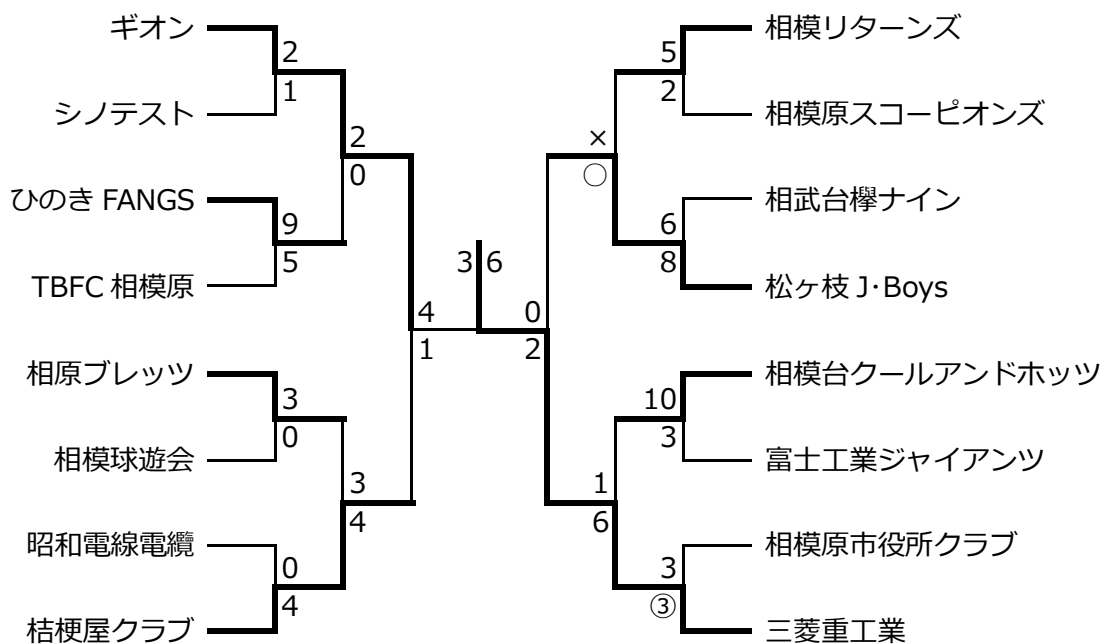 ギオン
2
1
シノテスト
2
0
ひのき FANGS
9
5
TBFC 相模原
4
1
相原ブレッツ
3
0
相模球遊会
3
4
昭和電線電纜
0
4
桔梗屋クラブ
3 6
相模リターンズ
5
2
相模原スコーピオンズ
×
○
相武台欅ナイン
6
8
松ヶ枝 J･Boys
0
2
相模台クールアンドホッツ
10
3
富士工業ジャイアンツ
1
6
相模原市役所クラブ
3
③
三菱重工業